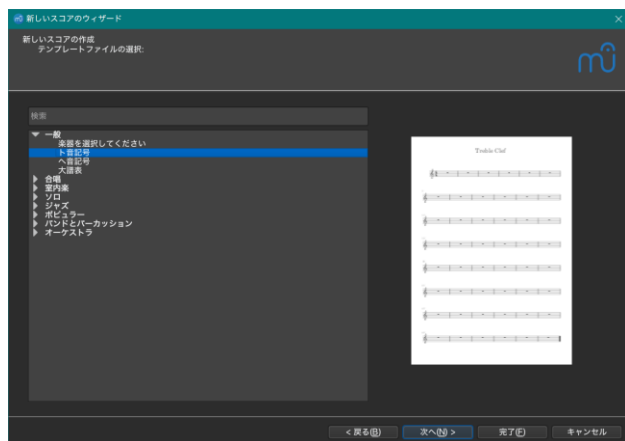 新しいスコアのウィザード
新しいスコアの作成
テンプレートファイルの選択:
mu
検索
一般
楽器を選択してください
ト音記号
ヘ音記号
大譜表
合唱
室内楽
ソロ
ジャズ
ポピュラー
バンドとパーカッション
オーケストラ
Treble Clef
< 戻る(B)
次へ(N) >
完了(F)
キャンセル